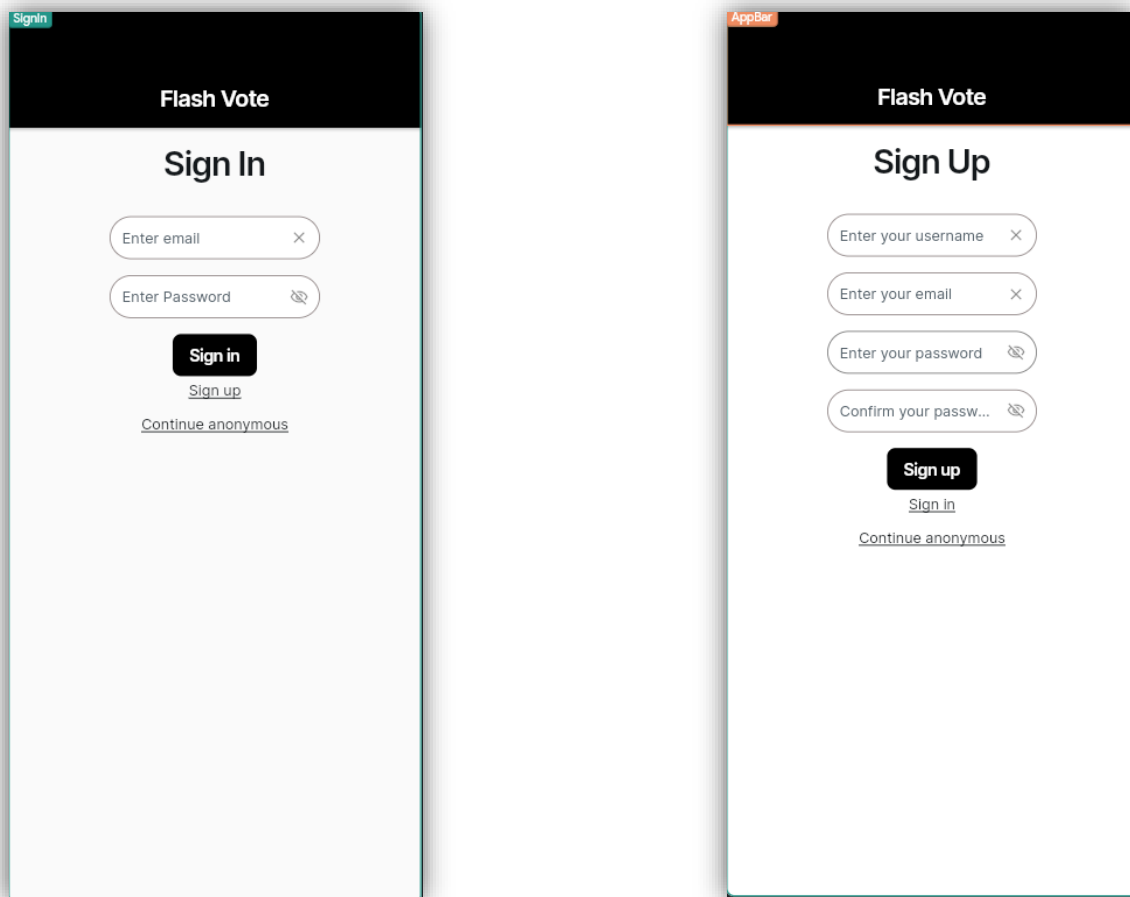 SignIn
Flash Vote
Sign In
Enter email
Enter Password
Sign in
Sign up
Continue anonymous
AppBar
Flash Vote
Sign Up
Enter your username
Enter your email
Enter your password
Confirm your passw...
Sign up
Sign in
Continue anonymous